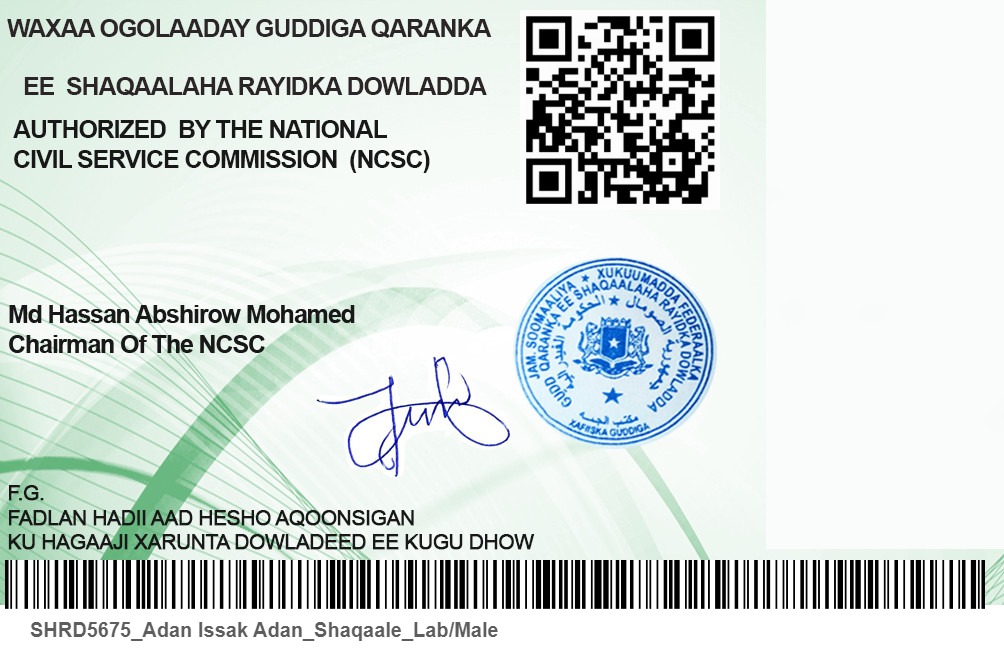 WAXAA OGOLAADAY GUDDIGA QARANKA
EE SHAQAALAHA RAYIDKA DOWLADDA
AUTHORIZED BY THE NATIONAL
CIVIL SERVICE COMMISSION (NCSC)
Md Hassan Abshirow Mohamed
Chairman Of The NCSC
JAM. SOOMAALIYA ★ XUKUUMADDA FEDERAALKA
GUDD QARANKA EE SHAQAALAHA RAYIDKA DOWLADDA
XAFIISKA GUDDIGA
F.G.
FADLAN HADII AAD HESHO AQOONSIGAN
KU HAGAAJI XARUNTA DOWLADEED EE KUGU DHOW
SHRD5675_Adan Issak Adan_Shaqaale_Lab/Male